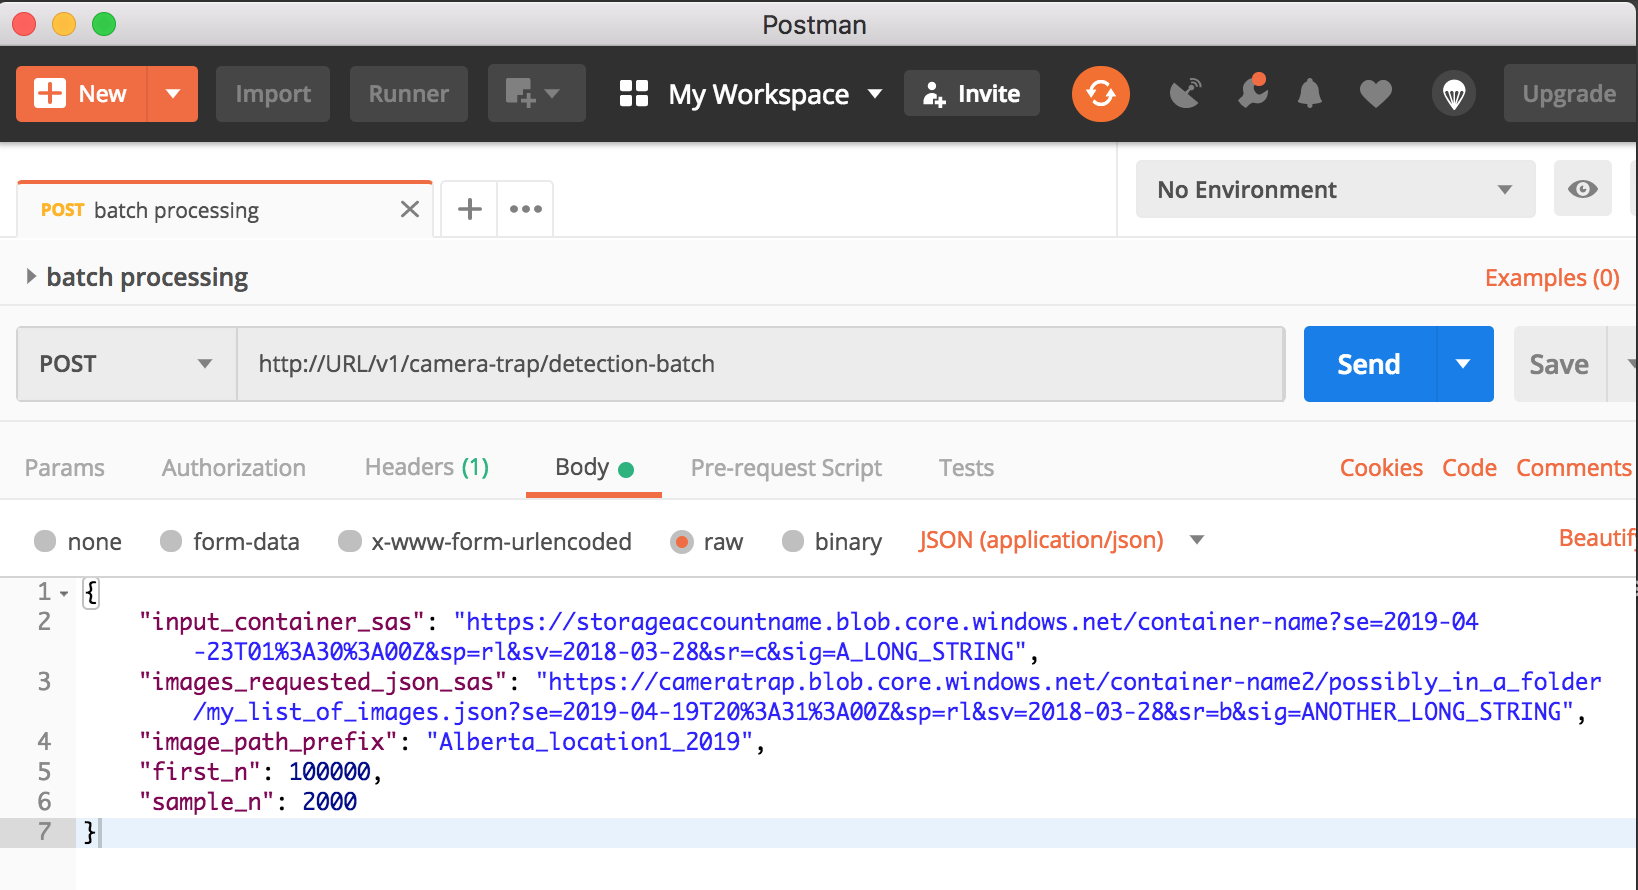 Postman
New Import Runner My Workspace Invite Upgrade
POST batch processing
No Environment
batch processing
Examples (0)
POST http://URL/v1/camera-trap/detection-batch Send Save
Params Authorization Headers (1) Body Pre-request Script Tests Cookies Code Comments
none form-data x-www-form-urlencoded raw binary JSON (application/json) Beautify
1 {
2 "input_container_sas": "https://storageaccountname.blob.core.windows.net/container-name?se=2019-04
-23T01%3A30%3A00Z&sp=rl&sv=2018-03-28&sr=c&sig=A_LONG_STRING",
3 "images_requested_json_sas": "https://cameratrap.blob.core.windows.net/container-name2/possibly_in_a_folder
/my_list_of_images.json?se=2019-04-19T20%3A31%3A00Z&sp=rl&sv=2018-03-28&sr=b&sig=ANOTHER_LONG_STRING",
4 "image_path_prefix": "Alberta_location1_2019",
5 "first_n": 100000,
6 "sample_n": 2000
7 }